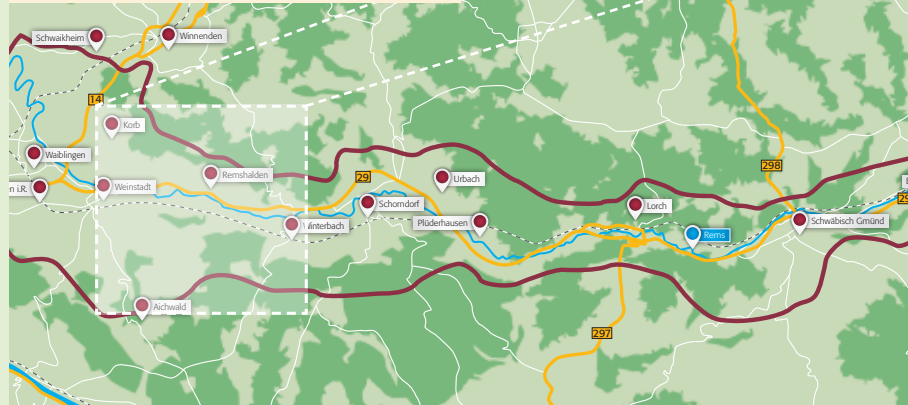 Schwaikheim
Winnenden
14
Korb
Waiblingen
Remshalden
n i.R.
Weinstadt
29
Urbach
298
Schorndorf
Lorch
Plüderhausen
Winterbach
Schwäbisch Gmünd
Rems
Aichwald
297